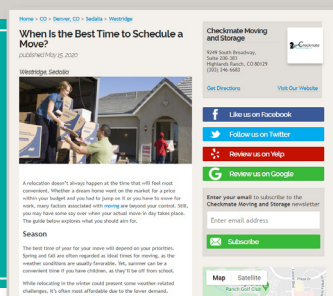 Home > CO > Denver, CO > Sedalia > Westridge
When Is the Best Time to Schedule a
Move?
published May 15, 2020
Westridge, Sedalia
A relocation doesn't always happen at the time that will feel most
convenient. Whether a dream home went on the market for a price
within your budget and you had to jump on it or you have to move for
work, many factors associated with moving are beyond your control. Still,
you may have some say over when your actual move in day takes place.
The guide below explores what you should aim for.
Season
The best time of year for your move will depend on your priorities.
Spring and fall are often regarded as ideal times for moving, as the
weather conditions are usually favorable. Yet, summer can be a
convenient time if you have children, as they'll be off from school.
While relocating in the winter could present some weather-related
challenges, it's often most affordable due to the lower demand.
Checkmate Moving
and Storage
9249 South Broadway,
Suite 200-303
Highlands Ranch, CO 80129
(303) 346-6683
Get Directions
Visit Our Website
Like us on Facebook
Follow us on Twitter
Review us on Yelp
Review us on Google
Enter your email to subscribe to the
Checkmate Moving and Storage newsletter
Enter email address
Subscribe
Map
Satellite
Ranch Golf Club